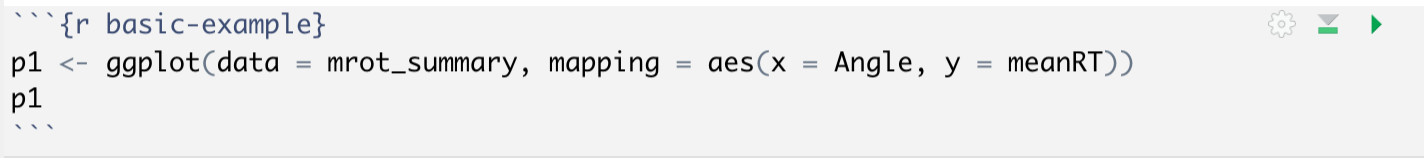 ```{r basic-example}
p1 <- ggplot(data = mrot_summary, mapping = aes(x = Angle, y = meanRT))
p1
```